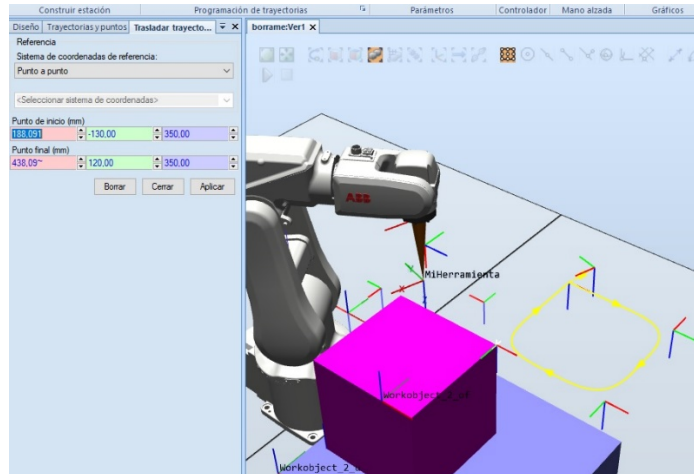 Construir estación Programación de trayectorias Parámetros Controlador Mano alzada Gráficos
Diseño Trayectorias y puntos Trasladar trayecto... borrame:Ver1
Referencia
Sistema de coordenadas de referencia:
Punto a punto
<Seleccionar sistema de coordenadas>
Punto de inicio (mm)
188,091 -130,00 350,00
Punto final (mm)
438,09~ 120,00 350,00
Borrar Cerrar Aplicar
ABB
MiHerramienta
Y
X
Z
Workobject_2_of
Workobject_2